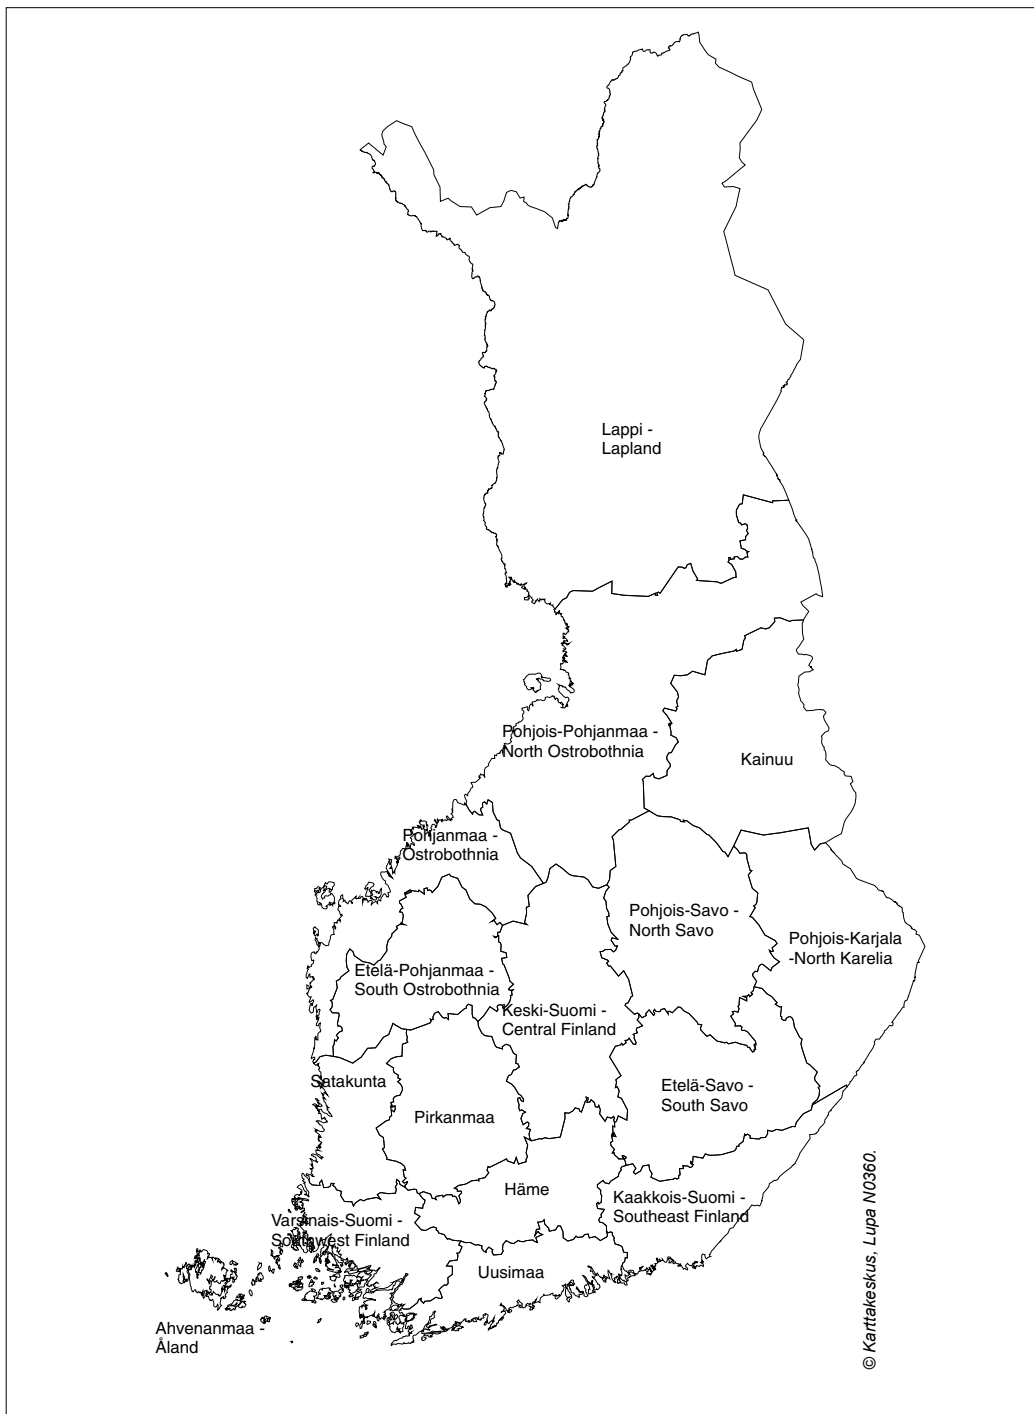 Lappi -
Lapland
Pohjois-Pohjanmaa -
North Ostrobothnia
Kainuu
Pohjanmaa -
Ostrobothnia
Pohjois-Savo -
North Savo
Pohjois-Karjala
-North Karelia
Etelä-Pohjanmaa -
South Ostrobothnia
Keski-Suomi -
Central Finland
Satakunta
Etelä-Savo -
South Savo
Pirkanmaa
Häme
Kaakkois-Suomi -
Southeast Finland
Varsinais-Suomi -
Southwest Finland
Uusimaa
Ahvenanmaa -
Åland
© Karttakeskus, Lupa N0360.